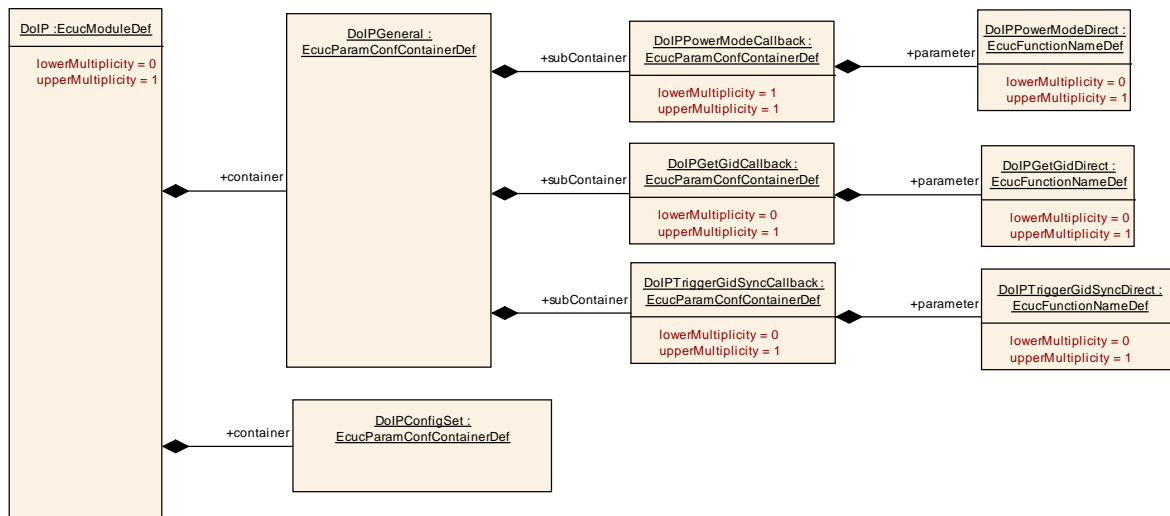 DoIP :EcucModuleDef
lowerMultiplicity = 0
upperMultiplicity = 1
+container
DoIPGeneral :
EcucParamConfContainerDef
+subContainer
DoIPPowerModeCallback :
EcucParamConfContainerDef
lowerMultiplicity = 1
upperMultiplicity = 1
+parameter
DoIPPowerModeDirect :
EcucFunctionNameDef
lowerMultiplicity = 0
upperMultiplicity = 1
+subContainer
DoIPGetGidCallback :
EcucParamConfContainerDef
lowerMultiplicity = 0
upperMultiplicity = 1
+parameter
DoIPGetGidDirect :
EcucFunctionNameDef
lowerMultiplicity = 0
upperMultiplicity = 1
+subContainer
DoIPTriggerGidSyncCallback :
EcucParamConfContainerDef
lowerMultiplicity = 0
upperMultiplicity = 1
+parameter
DoIPTriggerGidSyncDirect :
EcucFunctionNameDef
lowerMultiplicity = 0
upperMultiplicity = 1
+container
DoIPConfigSet :
EcucParamConfContainerDef